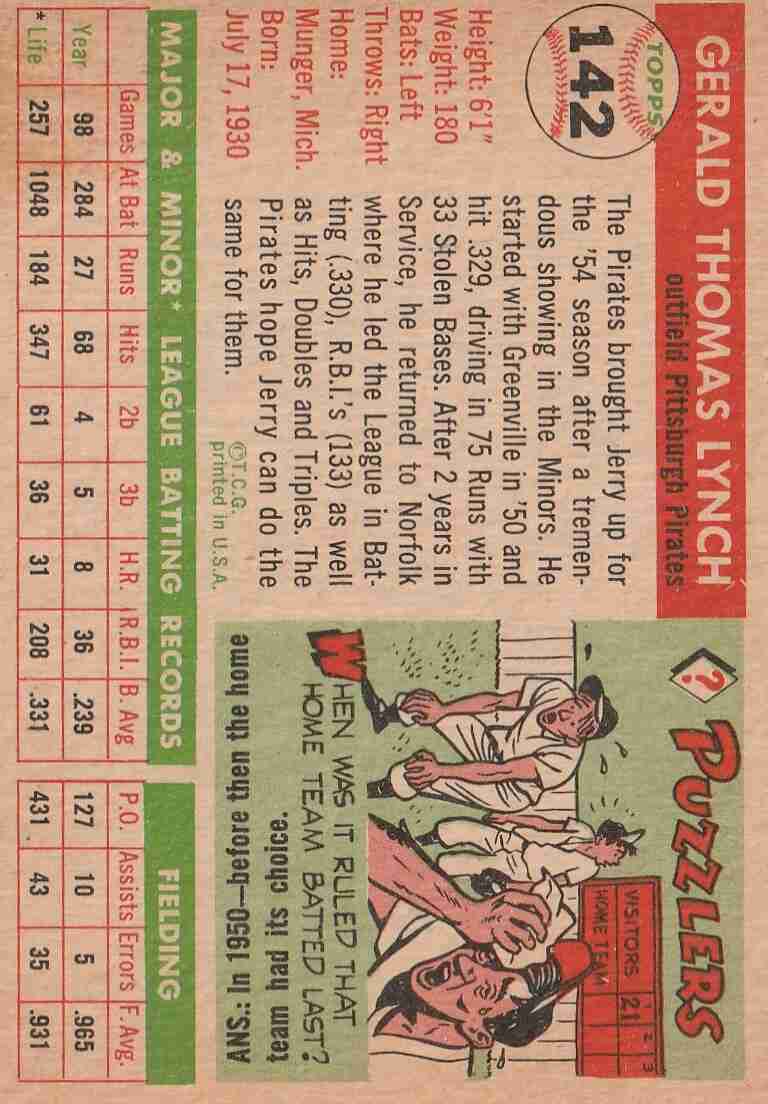 GERALD THOMAS LYNCH
outfield Pittsburgh Pirates
TOPPS
142
Height: 6'1"
Weight: 180
Bats: Left
Throws: Right
Home:
Munger, Mich.
Born:
July 17, 1930
The Pirates brought Jerry up for
the '54 season after a tremen-
dous showing in the Minors. He
started with Greenville in '50 and
hit .329, driving in 75 Runs with
33 Stolen Bases. After 2 years in
Service, he returned to Norfolk
where he led the League in Bat-
ting (.330), R.B.I.'s (133) as well
as Hits, Doubles and Triples. The
Pirates hope Jerry can do the
same for them.
©T.C.G.
printed in U.S.A.
? PUZZLERS
1 2 3
VISITORS 21
HOME TEAM
WHEN WAS IT RULED THAT
HOME TEAM BATTED LAST?
ANS.: In 1950—before then the home
team had its choice.
MAJOR & MINOR* LEAGUE BATTING RECORDS
FIELDING
Games At Bat Runs Hits 2b 3b H.R. R.B.I. B. Avg P.O. Assists Errors F. Avg.
Year 98 284 27 68 4 5 8 36 .239 127 10 5 .965
* Life 257 1048 184 347 61 36 31 208 .331 431 43 35 .931